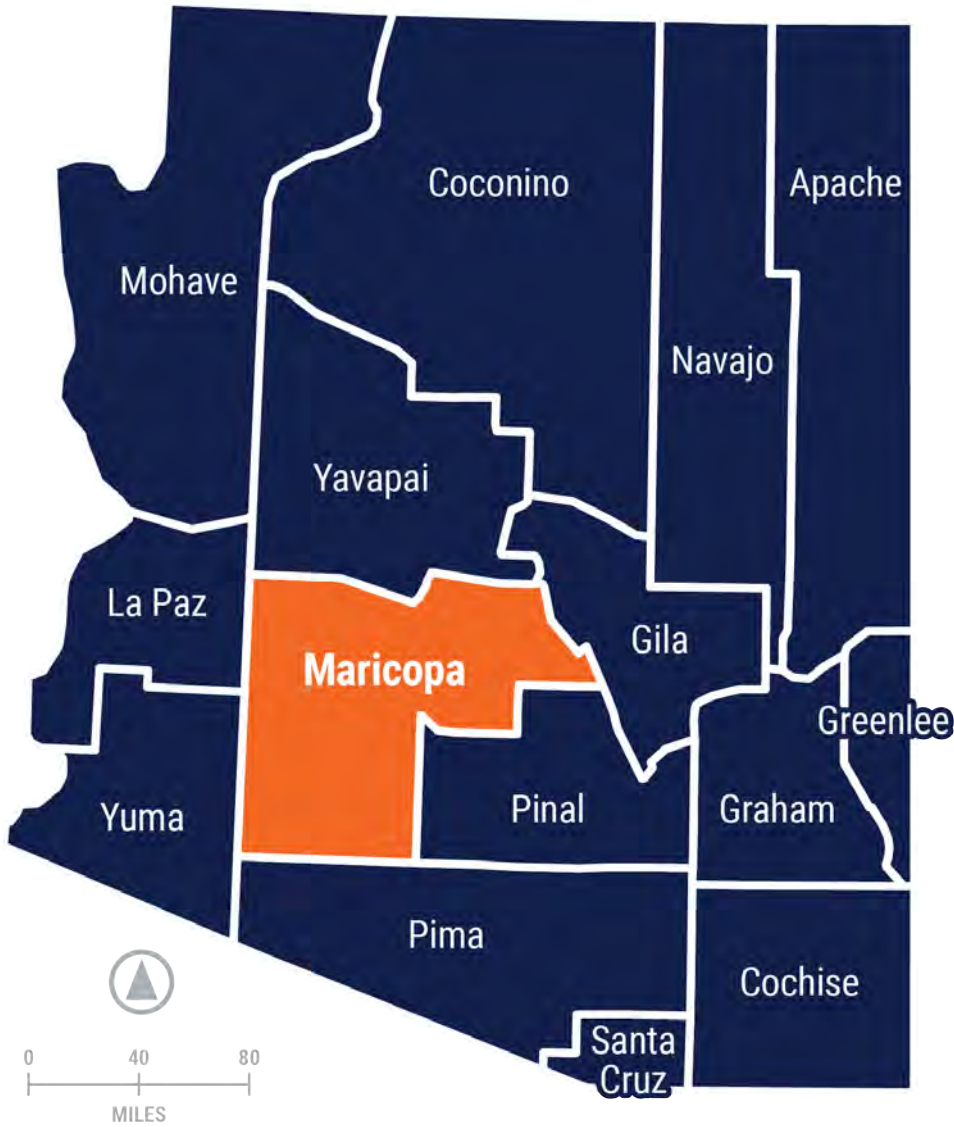 Coconino
Apache
Mohave
Navajo
Yavapai
La Paz
Gila
Maricopa
Greenlee
Yuma
Pinal
Graham
Pima
Cochise
Santa
Cruz
0 40 80
MILES